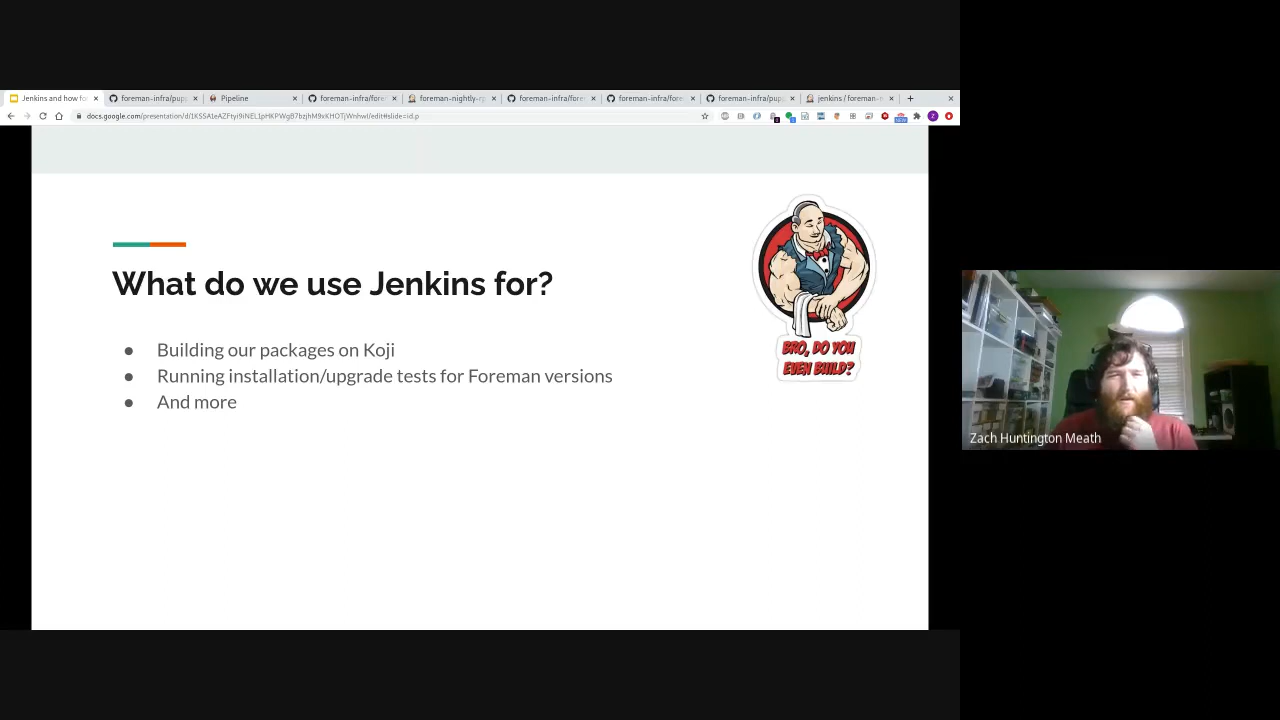 Jenkins and how fo
foreman-infra/pup
Pipeline
foreman-infra/fore
foreman-nightly-rp
foreman-infra/fore
foreman-infra/fore
foreman-infra/pup
jenkins / foreman-
What do we use Jenkins for?
● Building our packages on Koji
● Running installation/upgrade tests for Foreman versions
● And more
BRO, DO YOU
EVEN BUILD?
Zach Huntington Meath